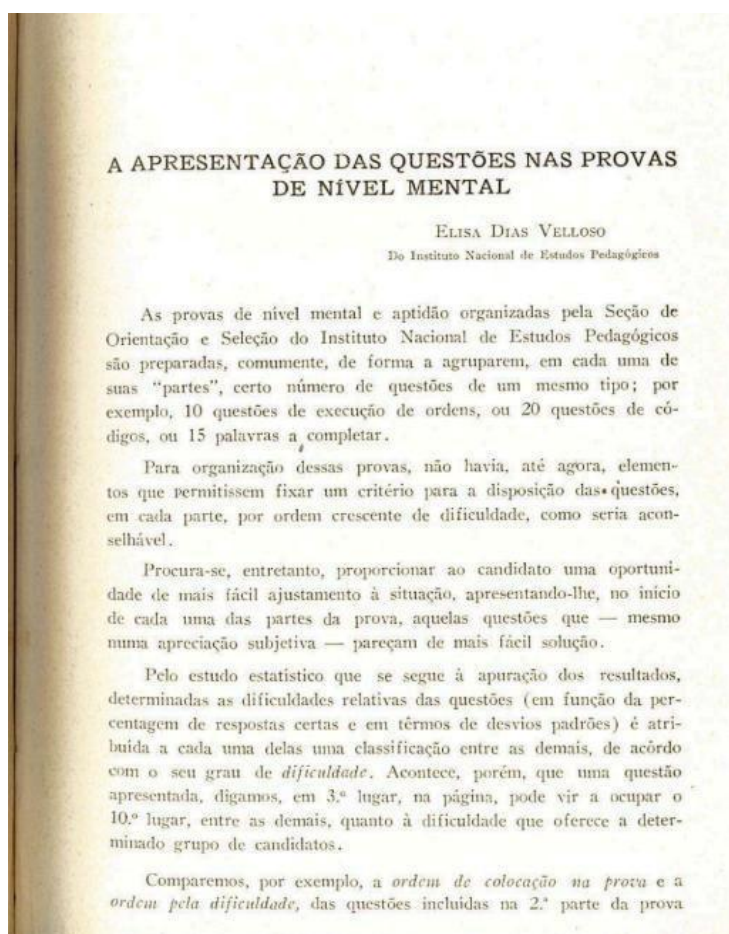 A APRESENTAÇÃO DAS QUESTÕES NAS PROVAS
DE NÍVEL MENTAL
ELISA DIAS VELLOSO
Do Instituto Nacional de Estudos Pedagógicos
As provas de nível mental e aptidão organizadas pela Seção de
Orientação e Seleção do Instituto Nacional de Estudos Pedagógicos
são preparadas, comumente, de forma a agruparem, em cada uma de
suas "partes", certo número de questões de um mesmo tipo; por
exemplo, 10 questões de execução de ordens, ou 20 questões de có-
digos, ou 15 palavras a completar.
Para organização dessas provas, não havia, até agora, elemen-
tos que permitissem fixar um critério para a disposição das questões,
em cada parte, por ordem crescente de dificuldade, como seria acon-
selhável.
Procura-se, entretanto, proporcionar ao candidato uma oportuni-
dade de mais fácil ajustamento à situação, apresentando-lhe, no início
de cada uma das partes da prova, aquelas questões que — mesmo
numa apreciação subjetiva — pareçam de mais fácil solução.
Pelo estudo estatístico que se segue à apuração dos resultados,
determinadas as dificuldades relativas das questões (em função da per-
centagem de respostas certas e em têrmos de desvios padrões) é atri-
buída a cada uma delas uma classificação entre as demais, de acôrdo
com o seu grau de dificuldade. Acontece, porém, que uma questão
apresentada, digamos, em 3.º lugar, na página, pode vir a ocupar o
10.º lugar, entre as demais, quanto à dificuldade que oferece a deter-
minado grupo de candidatos.
Comparemos, por exemplo, a ordem de colocação na prova e a
ordem pela dificuldade, das questões incluídas na 2.ª parte da prova